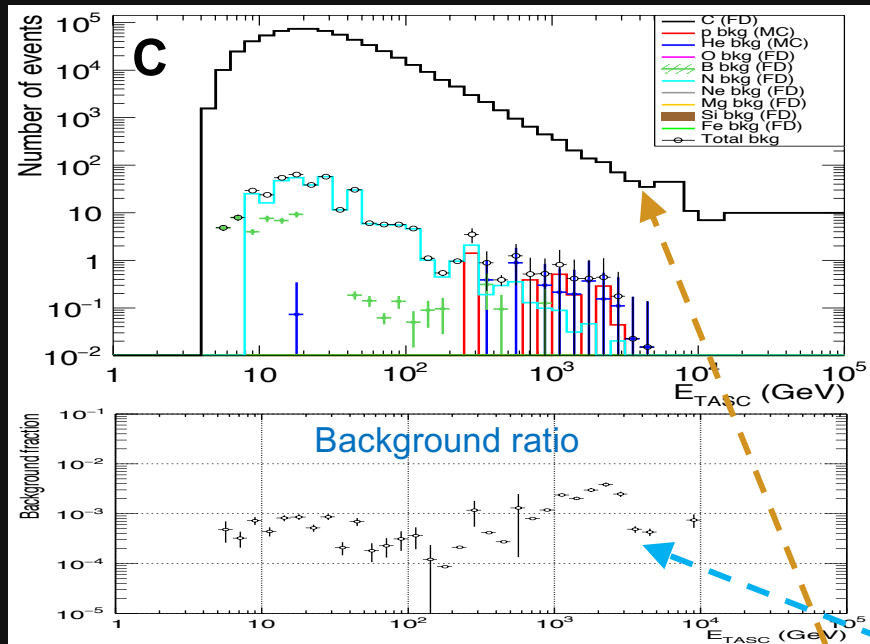 C
Number of events
10⁵
10⁴
10³
10²
10
1
10⁻¹
10⁻²
C (FD)
p bkg (MC)
He bkg (MC)
O bkg (FD)
B bkg (FD)
N bkg (FD)
Ne bkg (FD)
Mg bkg (FD)
Si bkg (FD)
Fe bkg (FD)
Total bkg
1 10 10² 10³ 10⁴ 10⁵
E_TASC (GeV)
Background ratio
Background fraction
10⁻¹
10⁻²
10⁻³
10⁻⁴
10⁻⁵
1 10 10² 10³ 10⁴ 10⁵
E_TASC (GeV)